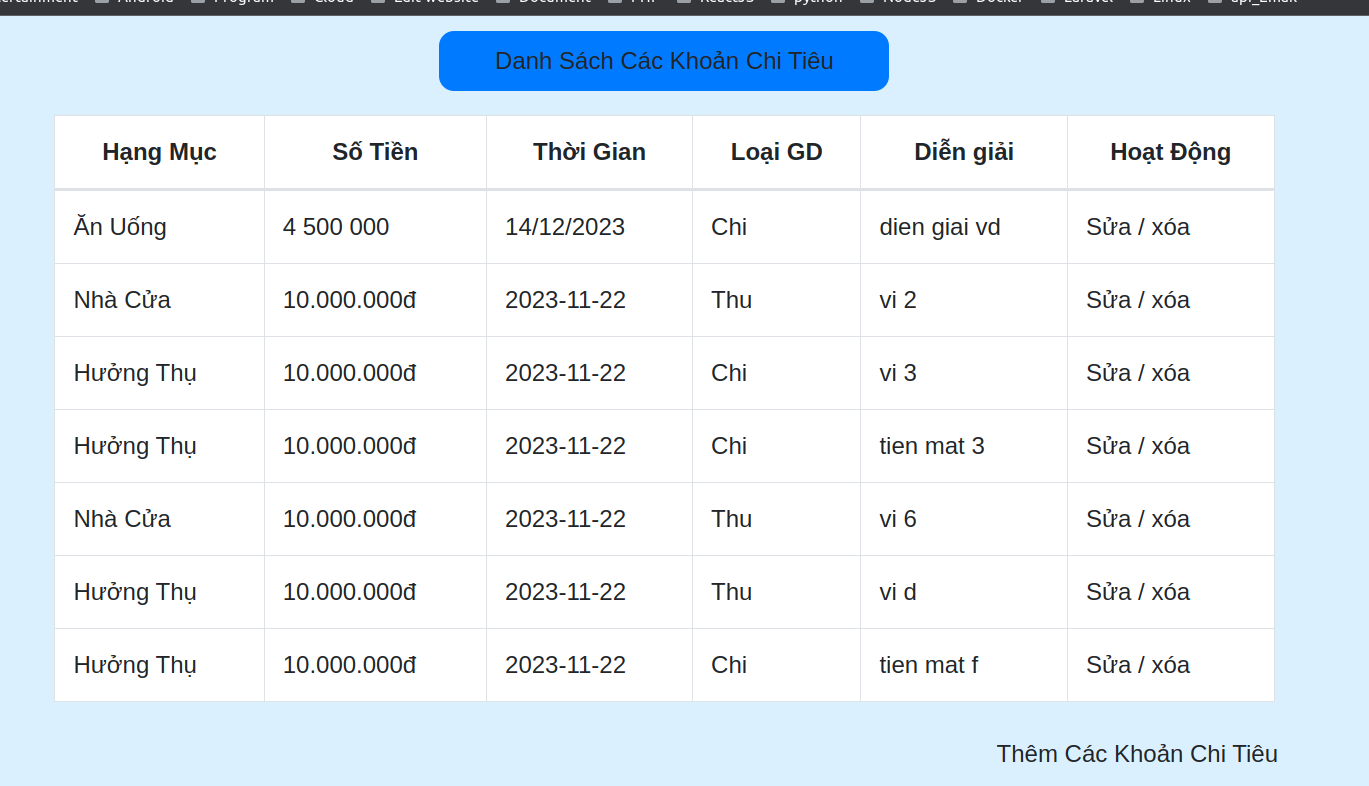 Android Program Cloud Edit website Document PHP ReactJS python NodeJS Docker Laravel Linux
Danh Sách Các Khoản Chi Tiêu
Hạng Mục Số Tiền Thời Gian Loại GD Diễn giải Hoạt Động
Ăn Uống 4 500 000 14/12/2023 Chi dien giai vd Sửa / xóa
Nhà Cửa 10.000.000đ 2023-11-22 Thu vi 2 Sửa / xóa
Hưởng Thụ 10.000.000đ 2023-11-22 Chi vi 3 Sửa / xóa
Hưởng Thụ 10.000.000đ 2023-11-22 Chi tien mat 3 Sửa / xóa
Nhà Cửa 10.000.000đ 2023-11-22 Thu vi 6 Sửa / xóa
Hưởng Thụ 10.000.000đ 2023-11-22 Thu vi d Sửa / xóa
Hưởng Thụ 10.000.000đ 2023-11-22 Chi tien mat f Sửa / xóa
Thêm Các Khoản Chi Tiêu